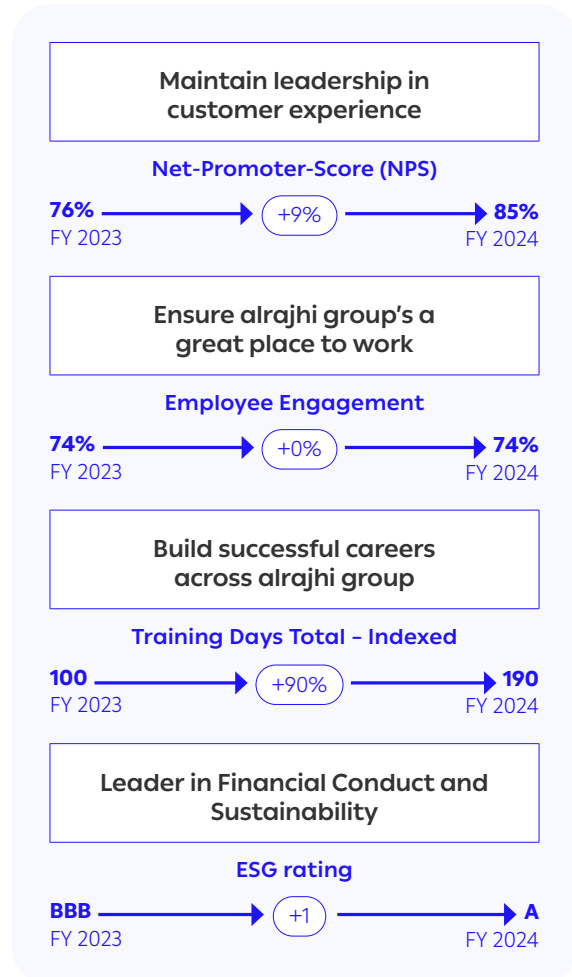 Maintain leadership in
customer experience
Net-Promoter-Score (NPS)
76% +9% 85%
FY 2023 FY 2024
Ensure alrajhi group's a
great place to work
Employee Engagement
74% +0% 74%
FY 2023 FY 2024
Build successful careers
across alrajhi group
Training Days Total – Indexed
100 +90% 190
FY 2023 FY 2024
Leader in Financial Conduct and
Sustainability
ESG rating
BBB +1 A
FY 2023 FY 2024